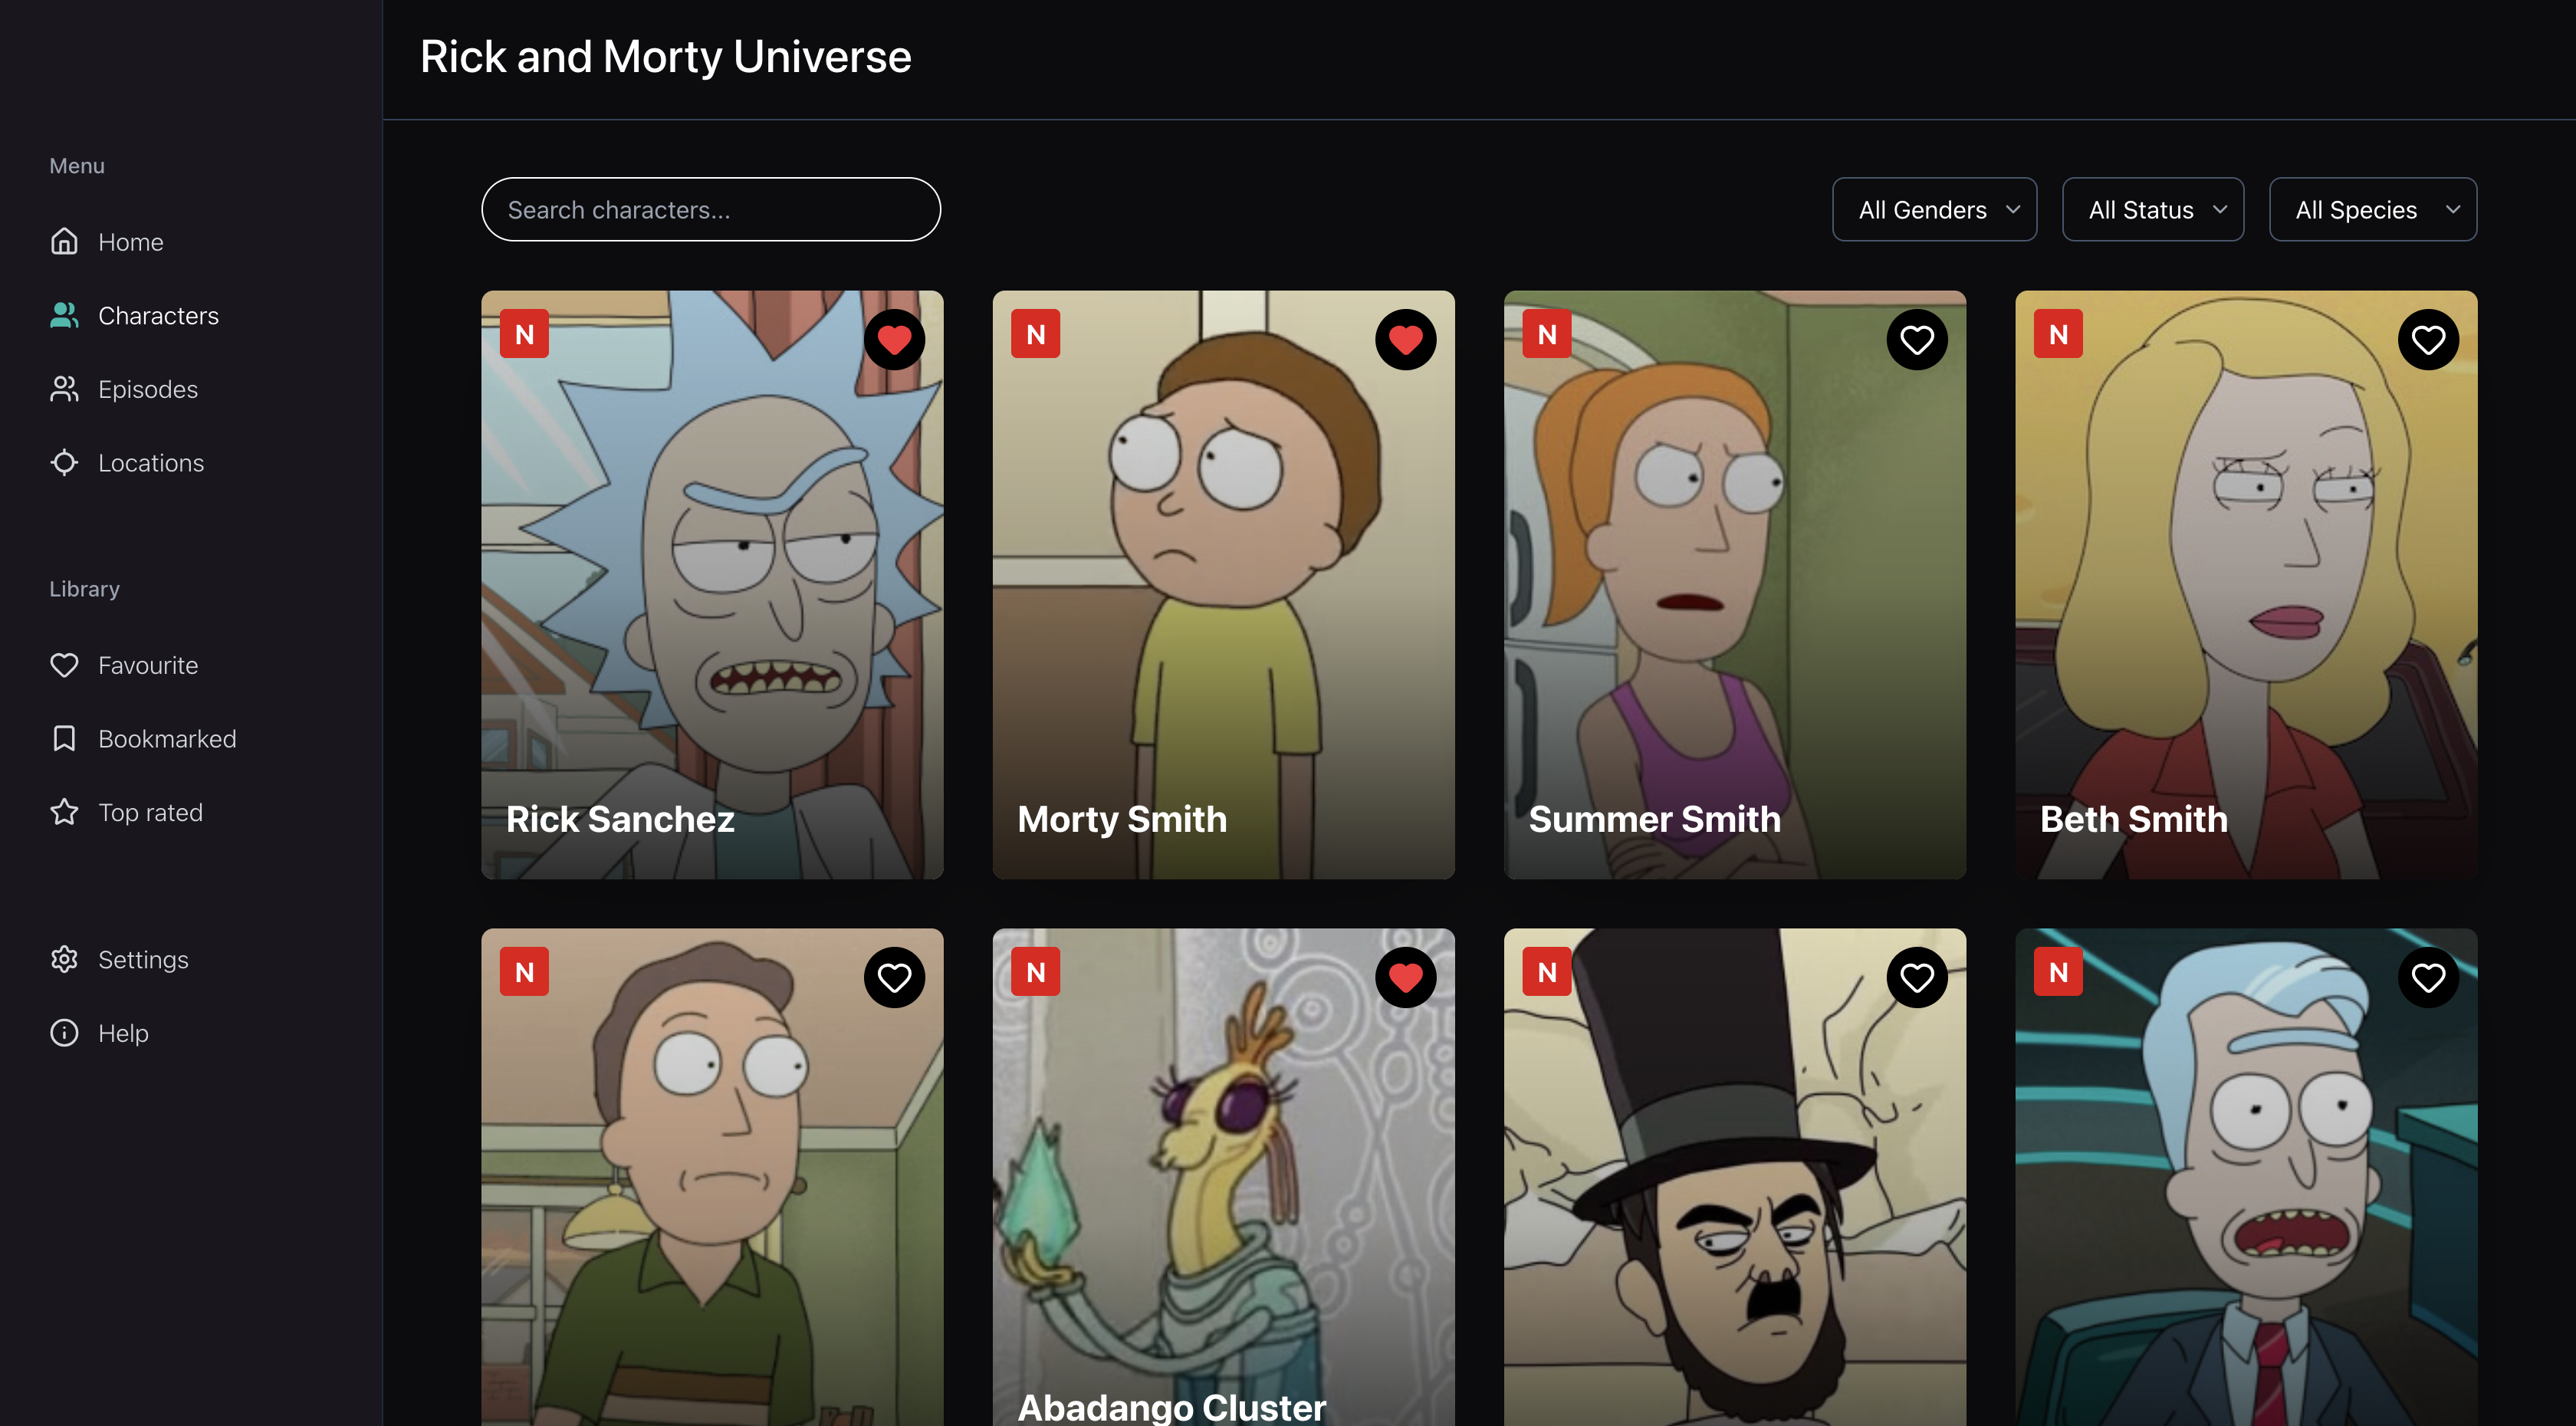 Rick and Morty Universe
Menu
Home
Characters
Episodes
Locations
Library
Favourite
Bookmarked
Top rated
Settings
Help
Search characters...
All Genders
All Status
All Species
N
N
N
N
Rick Sanchez
Morty Smith
Summer Smith
Beth Smith
N
N
N
N
Abadango Cluster